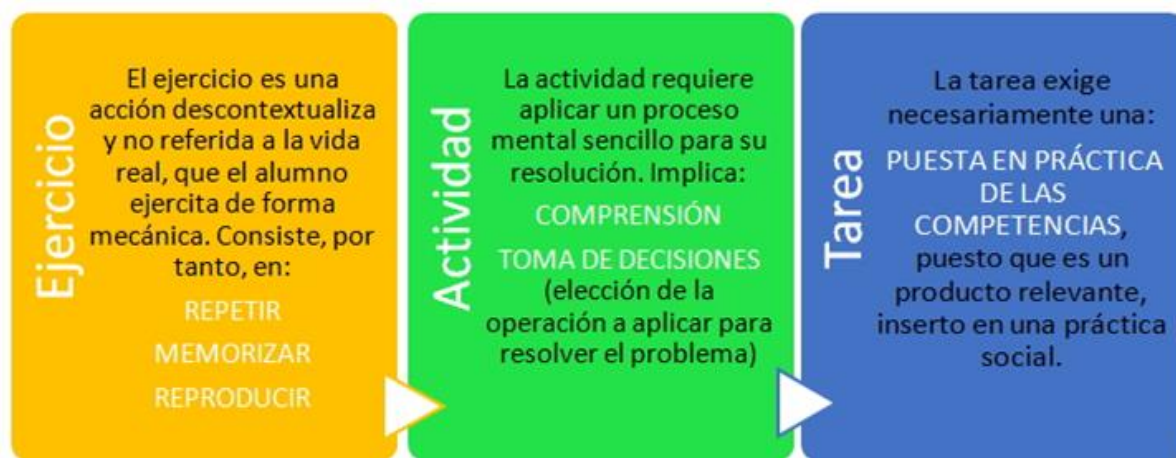 Ejercicio
El ejercicio es una
acción descontextualiza
y no referida a la vida
real, que el alumno
ejercita de forma
mecánica. Consiste, por
tanto, en:
REPETIR
MEMORIZAR
REPRODUCIR
Actividad
La actividad requiere
aplicar un proceso
mental sencillo para su
resolución. Implica:
COMPRENSIÓN
TOMA DE DECISIONES
(elección de la
operación a aplicar para
resolver el problema)
Tarea
La tarea exige
necesariamente una:
PUESTA EN PRÁCTICA
DE LAS
COMPETENCIAS,
puesto que es un
producto relevante,
inserto en una práctica
social.